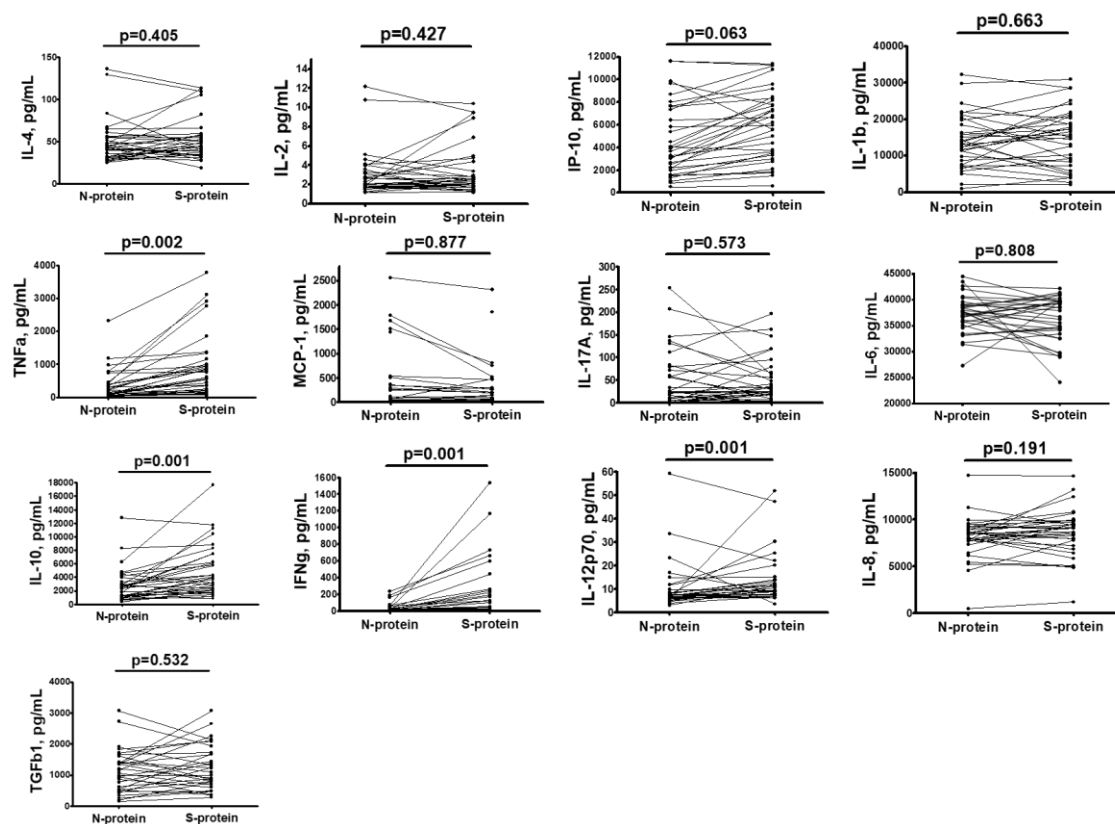 p=0.405
IL-4, pg/mL
150
100
50
0
N-protein S-protein
p=0.427
IL-2, pg/mL
14
12
10
8
6
4
2
0
N-protein S-protein
p=0.063
IP-10, pg/mL
12000
11000
10000
9000
8000
7000
6000
5000
4000
3000
2000
1000
0
N-protein S-protein
p=0.663
IL-1b, pg/mL
40000
30000
20000
10000
0
N-protein S-protein
p=0.002
TNFa, pg/mL
4000
3000
2000
1000
0
N-protein S-protein
p=0.877
MCP-1, pg/mL
2500
2000
1500
1000
500
0
N-protein S-protein
p=0.573
IL-17A, pg/mL
300
250
200
150
100
50
0
N-protein S-protein
p=0.808
IL-6, pg/mL
45000
40000
35000
30000
25000
20000
N-protein S-protein
p=0.001
IL-10, pg/mL
18000
16000
14000
12000
10000
8000
6000
4000
2000
0
N-protein S-protein
p=0.001
IFNg, pg/mL
1600
1400
1200
1000
800
600
400
200
0
N-protein S-protein
p=0.001
IL-12p70, pg/mL
60
50
40
30
20
10
0
N-protein S-protein
p=0.191
IL-8, pg/mL
15000
10000
5000
0
N-protein S-protein
p=0.532
TGFb1, pg/mL
4000
3000
2000
1000
0
N-protein S-protein